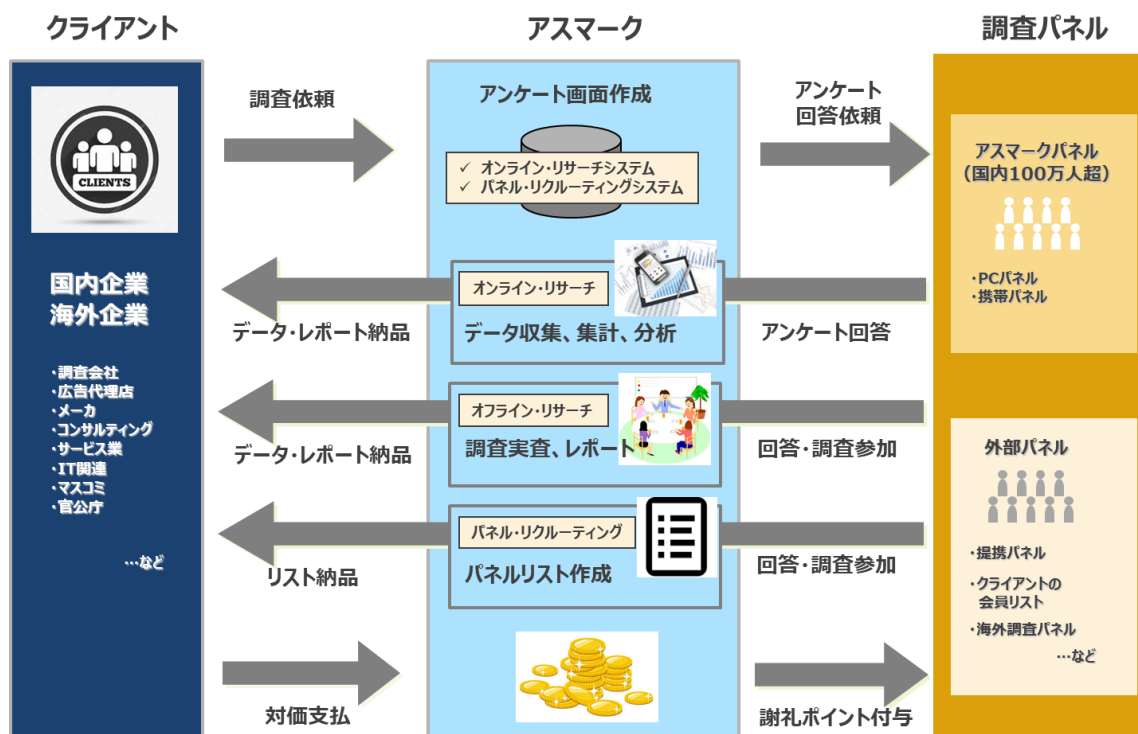 クライアント
アスマーク
調査パネル
CLIENTS
国内企業
海外企業
・調査会社
・広告代理店
・メーカ
・コンサルティング
・サービス業
・IT関連
・マスコミ
・官公庁
…など
調査依頼
データ・レポート納品
データ・レポート納品
リスト納品
対価支払
アンケート画面作成
✓ オンライン・リサーチシステム
✓ パネル・リクルーティングシステム
オンライン・リサーチ
データ収集、集計、分析
オフライン・リサーチ
調査実査、レポート
パネル・リクルーティング
パネルリスト作成
アンケート
回答依頼
アンケート回答
回答・調査参加
回答・調査参加
謝礼ポイント付与
アスマークパネル
（国内100万人超）
・PCパネル
・携帯パネル
外部パネル
・提携パネル
・クライアントの
会員リスト
・海外調査パネル
…など